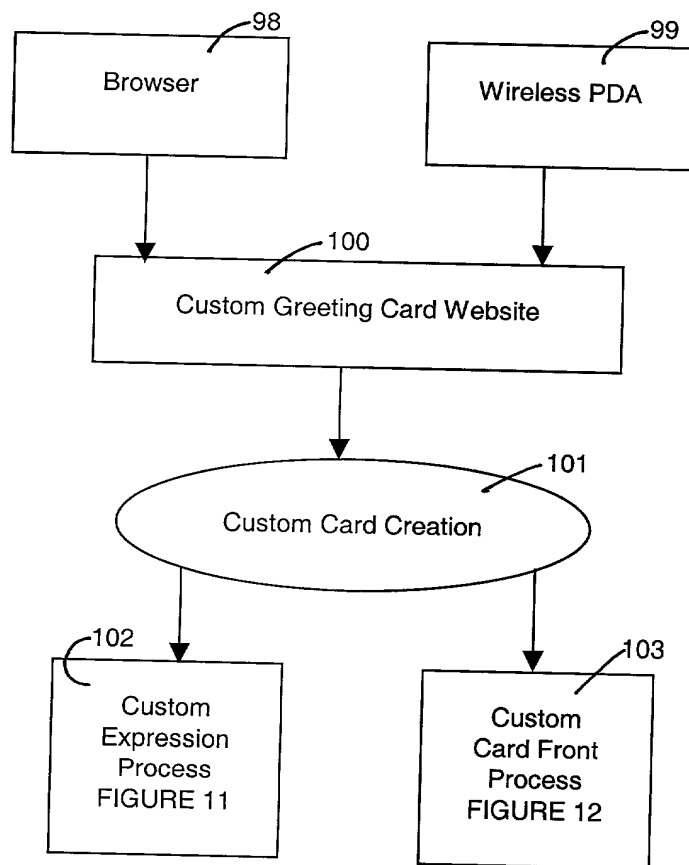 98
99
Browser
Wireless PDA
100
Custom Greeting Card Website
101
Custom Card Creation
102
103
Custom
Expression
Process
FIGURE 11
Custom
Card Front
Process
FIGURE 12